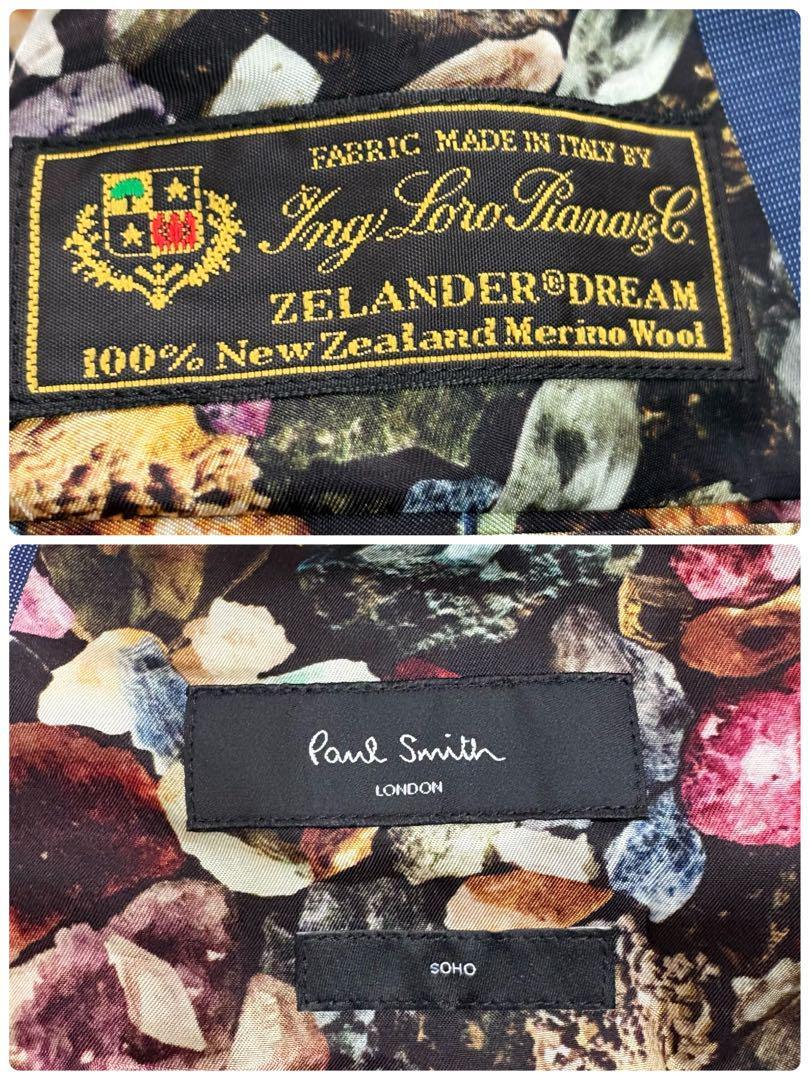 FABRIC MADE IN ITALY BY
Ing. Loro Piana & C.
ZELANDER®DREAM
100% New Zealand Merino Wool
Paul Smith
LONDON
SOHO